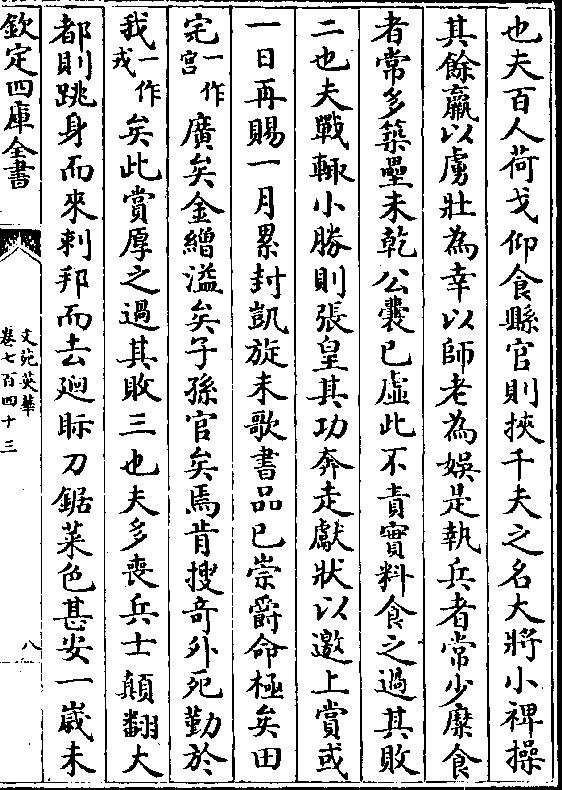 也夫百人荷戈仰食縣官則挾千夫之名大將小裨操
其餘羸以虜壯為幸以師老為娛是執兵者常少糜食
者常多築壘未乾公囊已虛此不責實料食之過其敗
二也夫戰輒小勝則張皇其功奔走獻狀以邀上賞或
一日再賜一月累封凱旋未歌書品已崇爵命極矣田
宅一作宮廣矣金繒溢矣子孫官矣焉肯搜奇外死勤於
我一作戎矣此賞厚之過其敗三也夫多喪兵士顛翻大
都則跳身而來刺邦而去迴眎刀鋸菜色甚安一歲未
欽定四庫全書
文苑英華
卷七百四十三
八